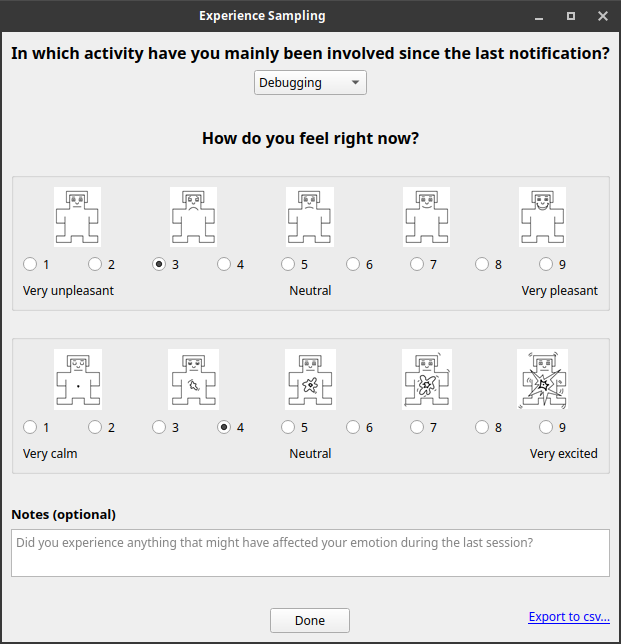 Experience Sampling
In which activity have you mainly been involved since the last notification?
Debugging
How do you feel right now?
1 2 3 4 5 6 7 8 9
Very unpleasant Neutral Very pleasant
1 2 3 4 5 6 7 8 9
Very calm Neutral Very excited
Notes (optional)
Did you experience anything that might have affected your emotion during the last session?
Done
Export to csv...